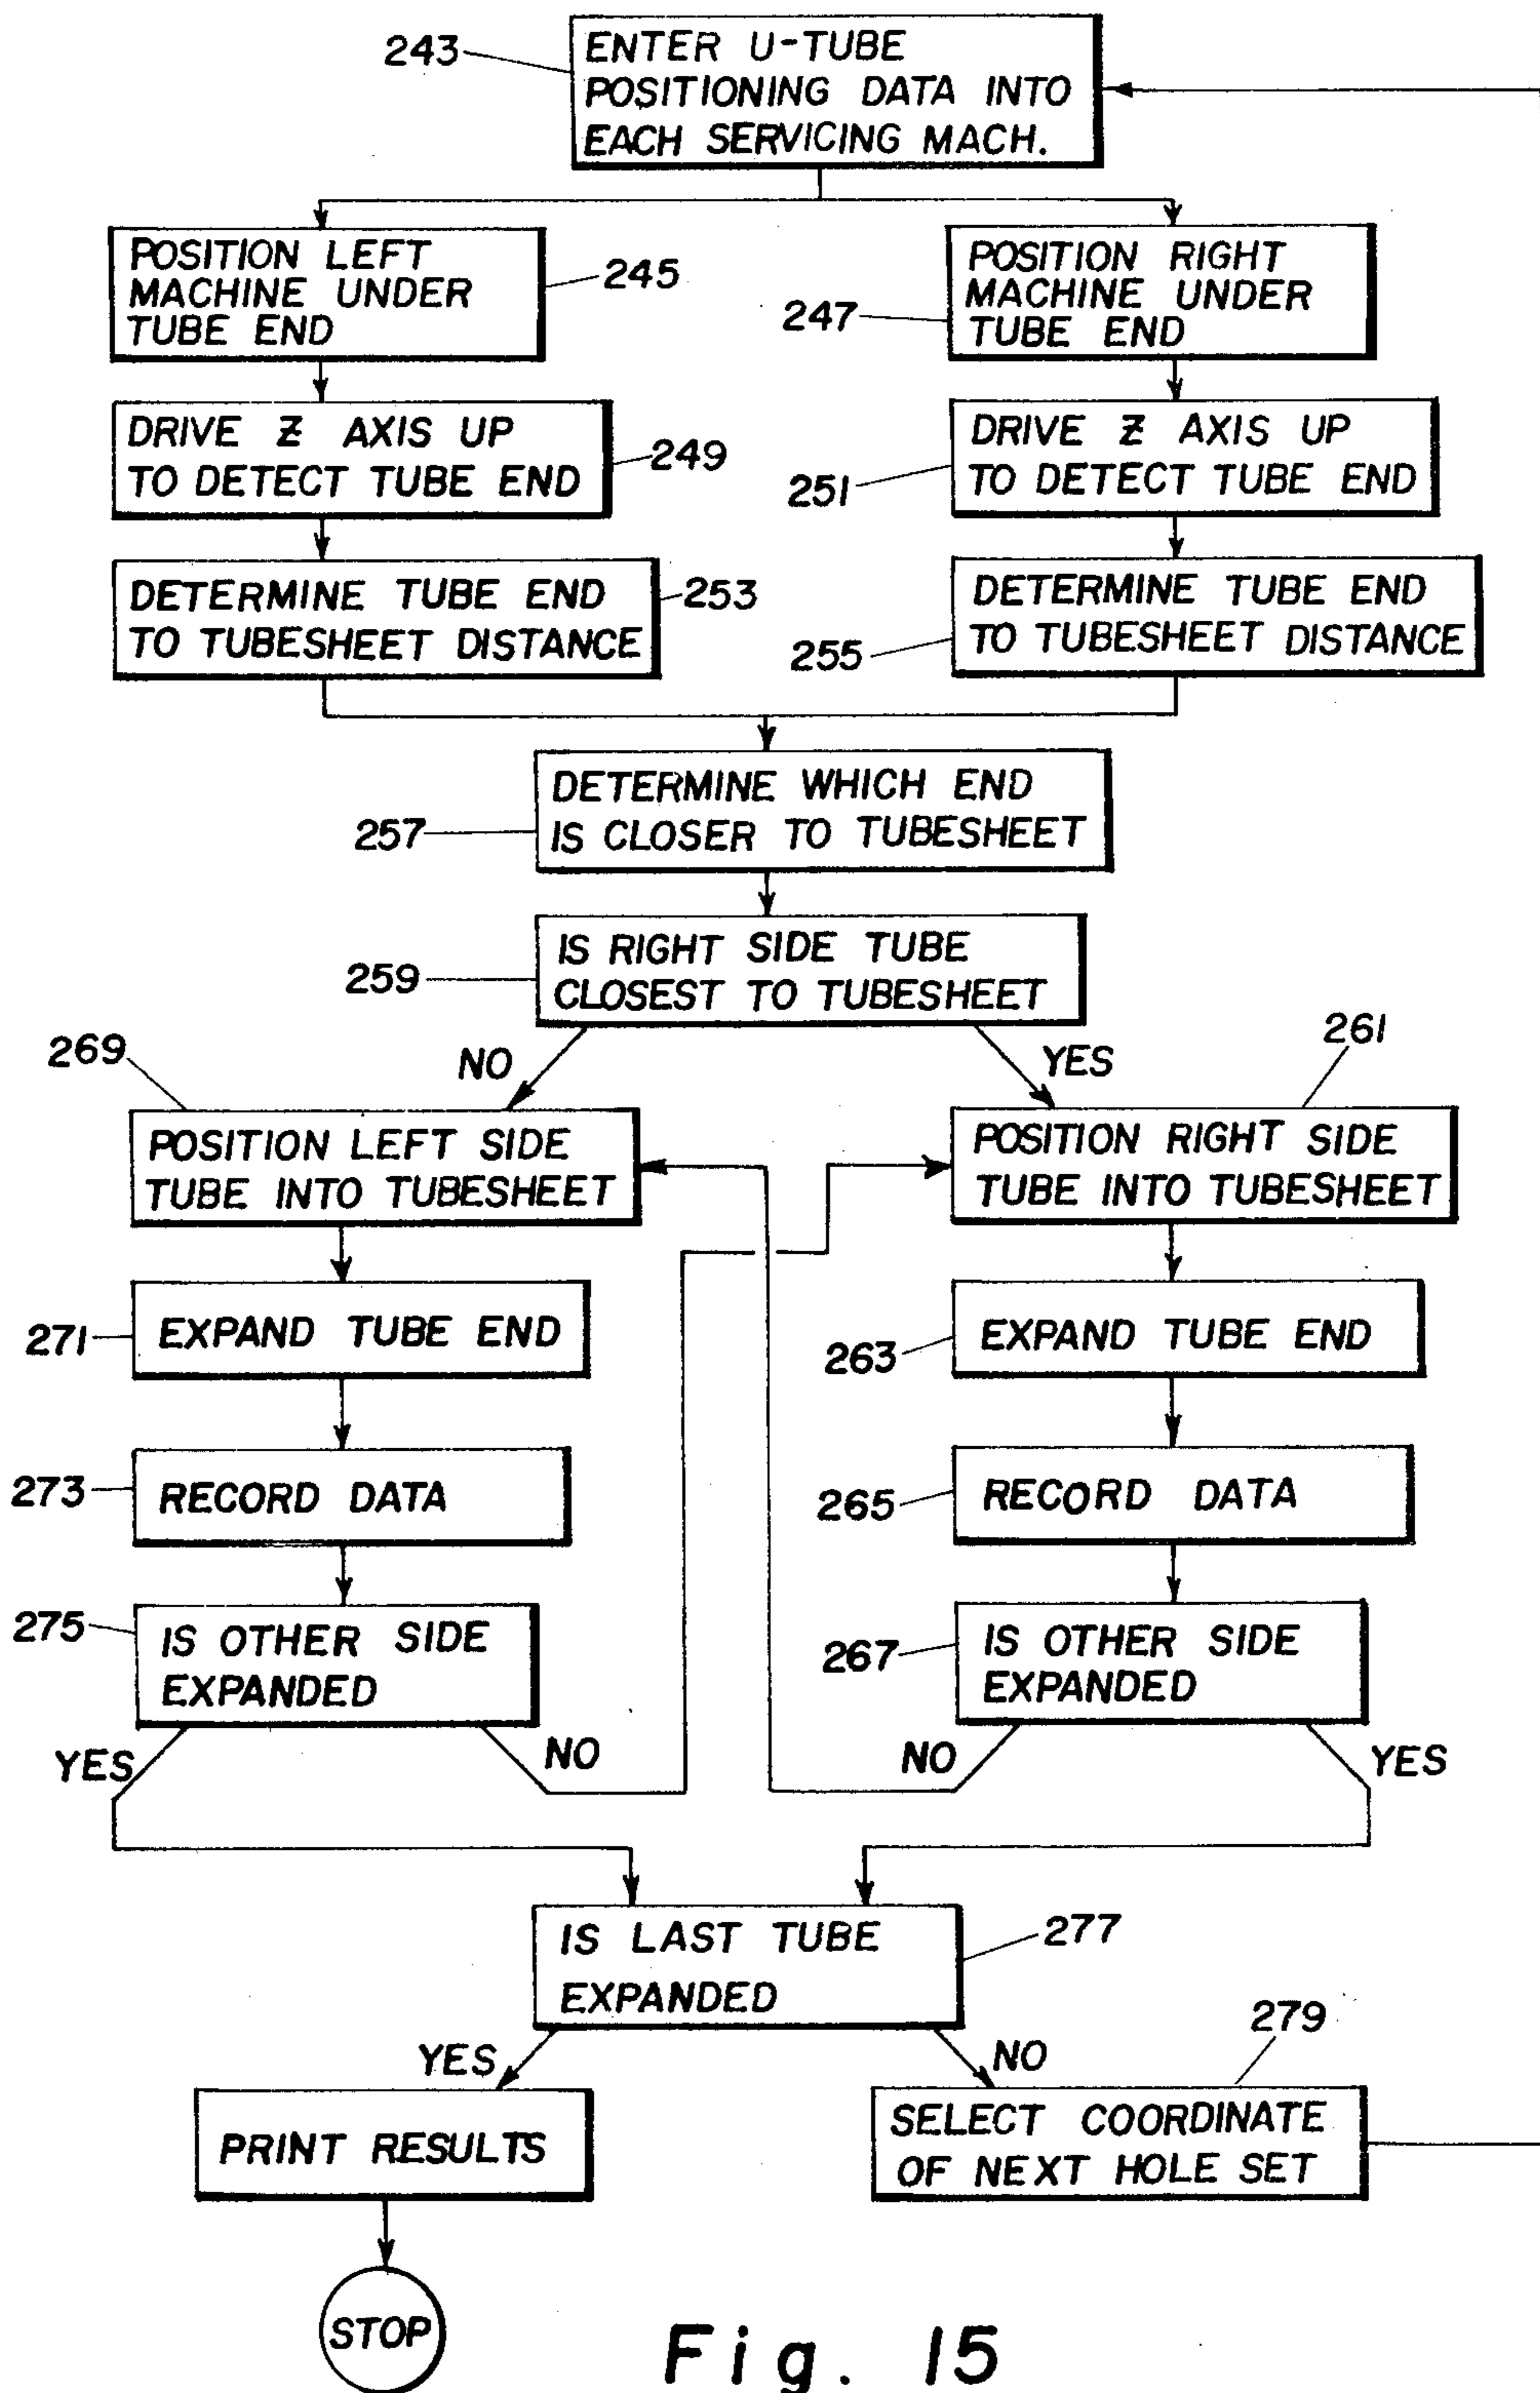 243
ENTER U-TUBE
POSITIONING DATA INTO
EACH SERVICING MACH.
POSITION LEFT
MACHINE UNDER
TUBE END
245
POSITION RIGHT
MACHINE UNDER
TUBE END
247
DRIVE Z AXIS UP
TO DETECT TUBE END
249
DRIVE Z AXIS UP
TO DETECT TUBE END
251
DETERMINE TUBE END
TO TUBESHEET DISTANCE
253
DETERMINE TUBE END
TO TUBESHEET DISTANCE
255
DETERMINE WHICH END
IS CLOSER TO TUBESHEET
257
IS RIGHT SIDE TUBE
CLOSEST TO TUBESHEET
259
NO
YES
269
261
POSITION LEFT SIDE
TUBE INTO TUBESHEET
POSITION RIGHT SIDE
TUBE INTO TUBESHEET
271
EXPAND TUBE END
263
EXPAND TUBE END
273
RECORD DATA
265
RECORD DATA
275
IS OTHER SIDE
EXPANDED
267
IS OTHER SIDE
EXPANDED
YES
NO
NO
YES
IS LAST TUBE
EXPANDED
277
YES
NO
279
PRINT RESULTS
SELECT COORDINATE
OF NEXT HOLE SET
STOP
Fig. 15